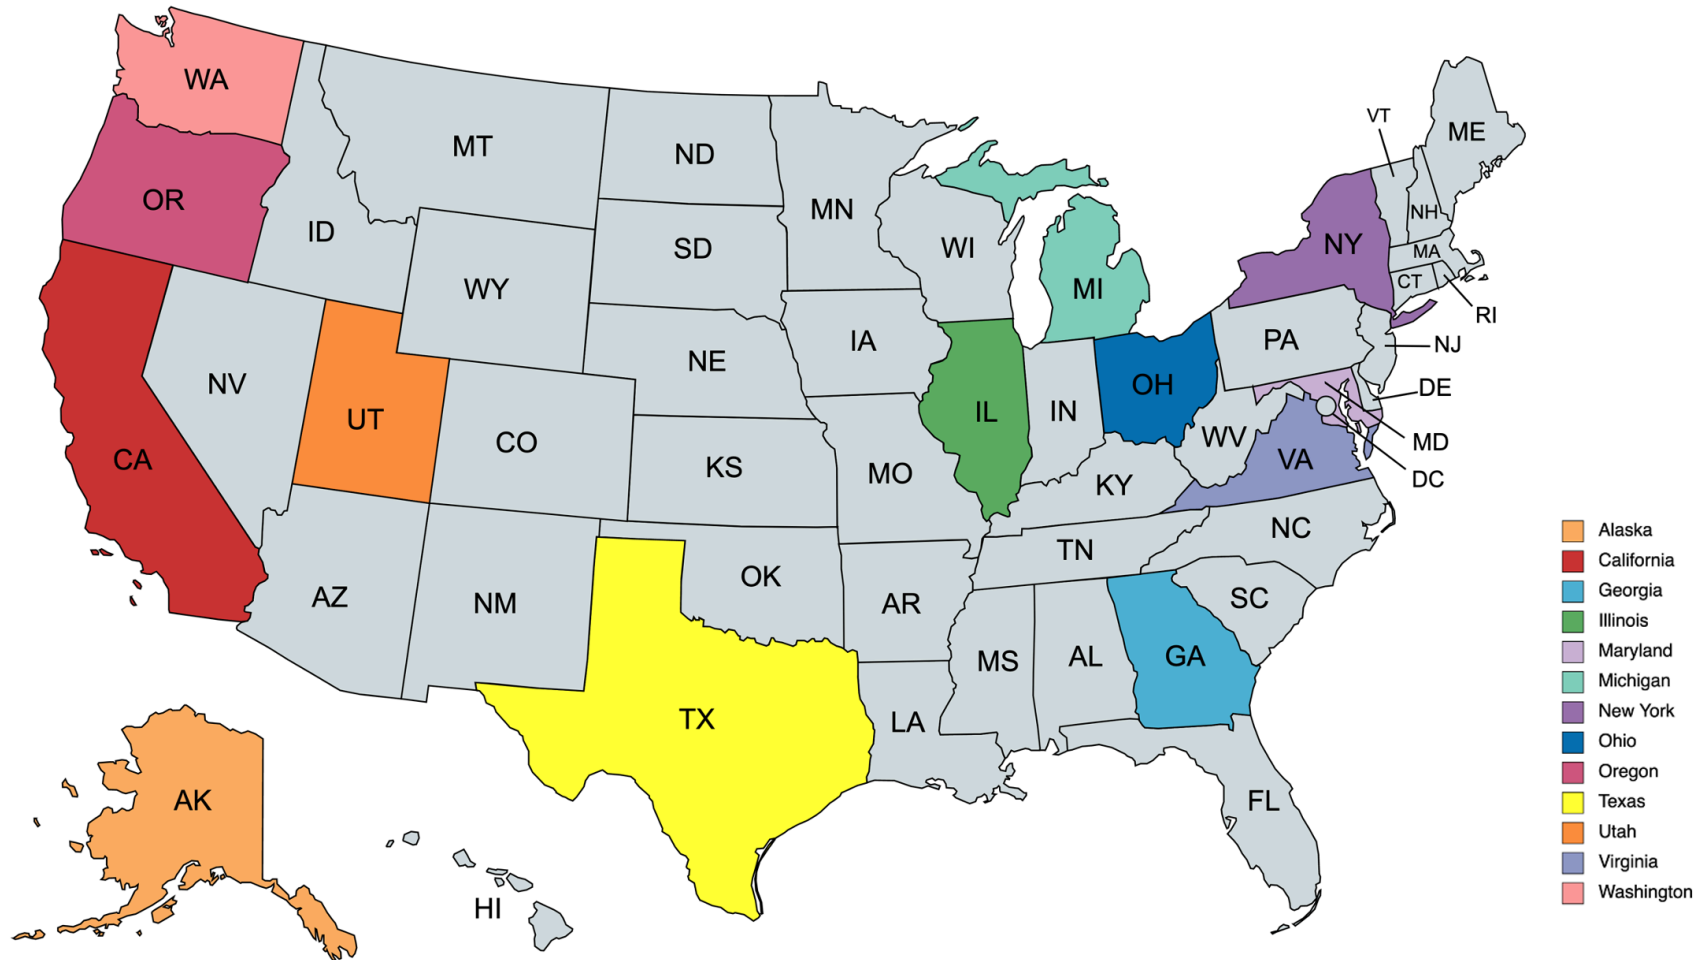 WA
MT
ND
MN
VT
ME
OR
ID
SD
WI
NY
NH
MA
WY
MI
CT
RI
NV
UT
NE
IA
PA
NJ
CA
CO
KS
MO
IL
IN
OH
WV
VA
DE
MD
DC
KY
AZ
NM
OK
AR
TN
NC
SC
TX
LA
MS
AL
GA
FL
AK
HI
Alaska
California
Georgia
Illinois
Maryland
Michigan
New York
Ohio
Oregon
Texas
Utah
Virginia
Washington